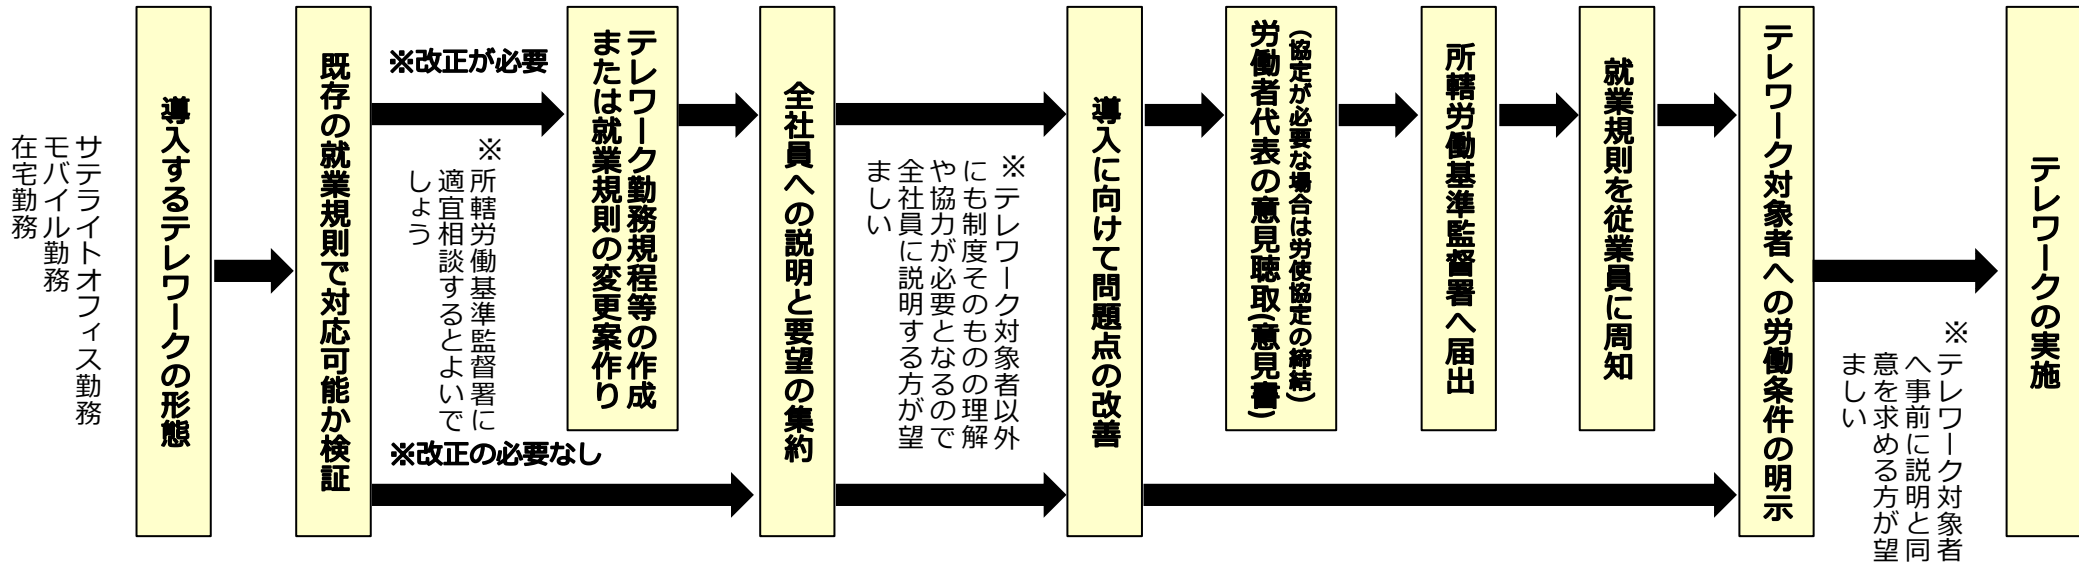 サテライトオフィス勤務
モバイル勤務
在宅勤務
導入するテレワークの形態
既存の就業規則で対応可能か検証
※改正が必要
※所轄労働基準監督署に
適宜相談するとよいで
しょう
※改正の必要なし
テレワーク勤務規程等の作成
または就業規則の変更案作り
全社員への説明と要望の集約
※テレワーク対象者以外
にも制度そのものの理解
や協力が必要となるので
全社員に説明する方が望
ましい
導入に向けて問題点の改善
(協定が必要な場合は労使協定の締結)
労働者代表の意見聴取(意見書)
所轄労働基準監督署へ届出
就業規則を従業員に周知
テレワーク対象者への労働条件の明示
※テレワーク対象者
へ事前に説明と同
意を求める方が望
ましい
テレワークの実施